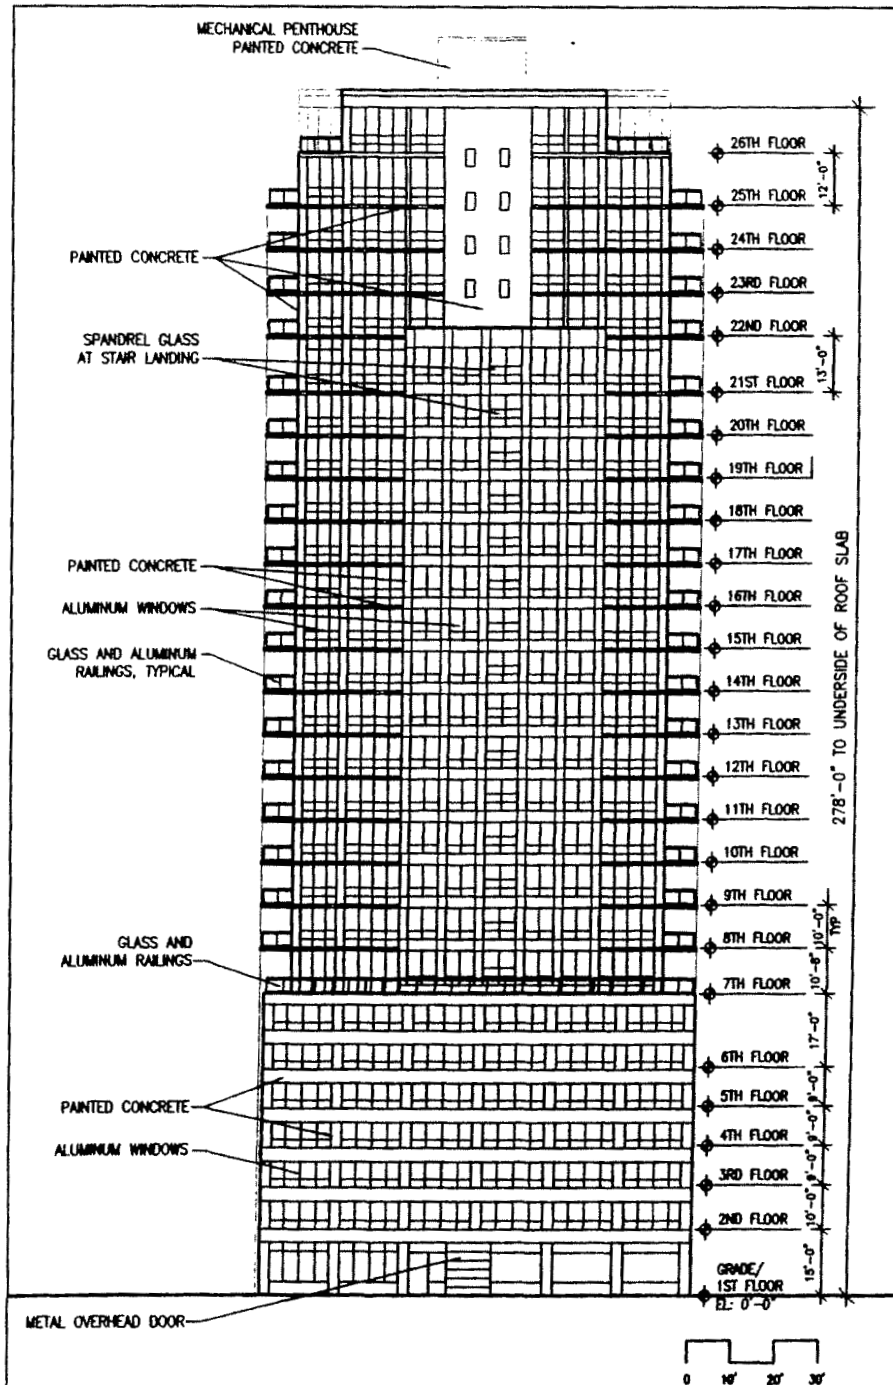 MECHANICAL PENTHOUSE
PAINTED CONCRETE
26TH FLOOR
12'-0"
25TH FLOOR
24TH FLOOR
PAINTED CONCRETE
23RD FLOOR
22ND FLOOR
SPANDREL GLASS
AT STAIR LANDING
13'-0"
21ST FLOOR
20TH FLOOR
19TH FLOOR
18TH FLOOR
278'-0" TO UNDERSIDE OF ROOF SLAB
17TH FLOOR
PAINTED CONCRETE
16TH FLOOR
ALUMINUM WINDOWS
15TH FLOOR
GLASS AND ALUMINUM
RAILINGS, TYPICAL
14TH FLOOR
13TH FLOOR
12TH FLOOR
11TH FLOOR
10TH FLOOR
9TH FLOOR
10'-0"
TYP
GLASS AND
ALUMINUM RAILINGS
8TH FLOOR
10'-6"
7TH FLOOR
17'-0"
6TH FLOOR
9'-0"
PAINTED CONCRETE
5TH FLOOR
9'-0"
4TH FLOOR
ALUMINUM WINDOWS
9'-0"
3RD FLOOR
10'-0"
2ND FLOOR
15'-0"
GRADE/
1ST FLOOR
EL: 0'-0"
METAL OVERHEAD DOOR
0 10' 20' 30'